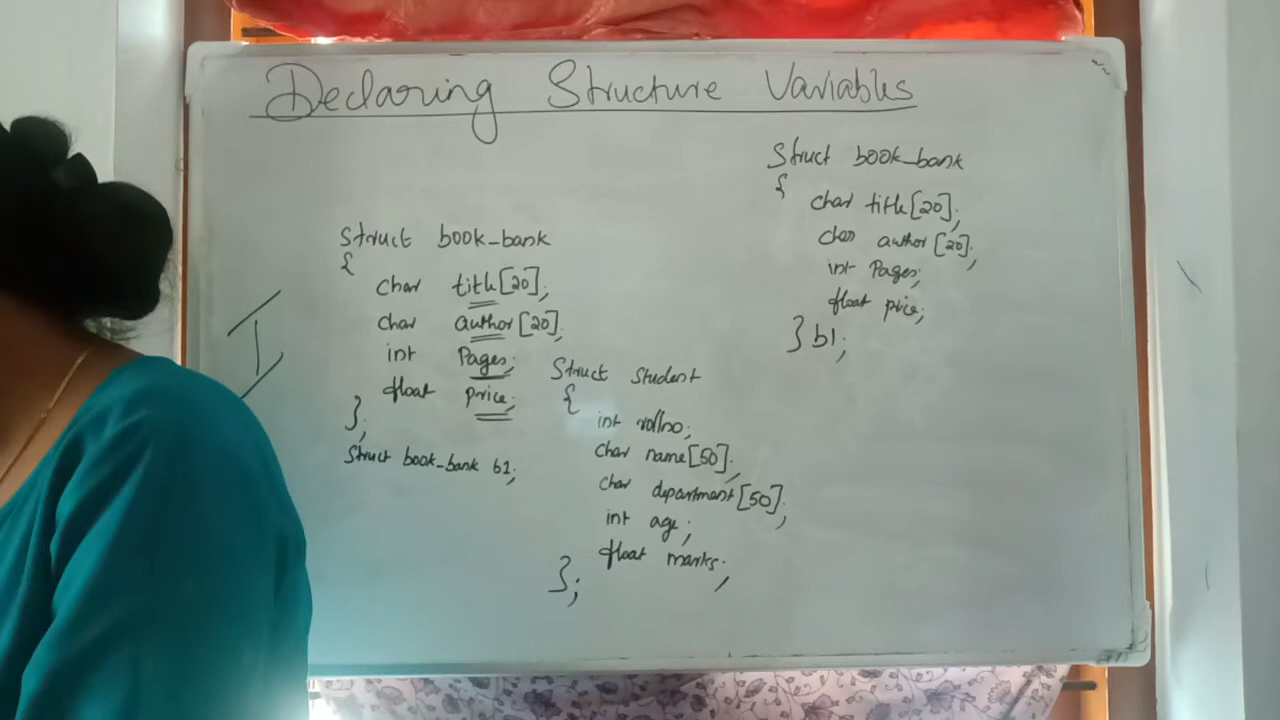 Declaring Structure Variables
Struct book_bank
{
char title[20];
char author[20];
int Pages;
float price;
};
Struct book_bank b1;
Struct Student
{
int rollno;
char name[50];
char department[50];
int age;
float marks;
};
Struct book_bank
{
char title[20];
char author[20];
int Pages;
float price;
} b1;
I